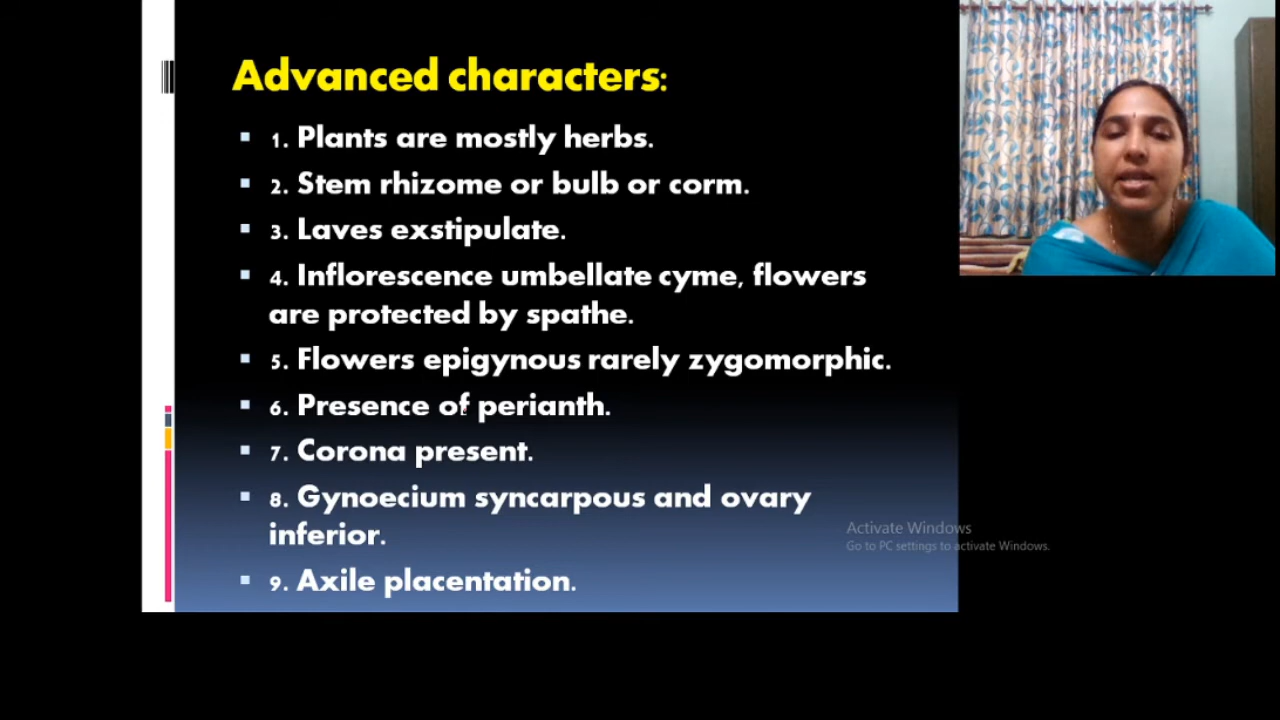 Advanced characters:
1. Plants are mostly herbs.
2. Stem rhizome or bulb or corm.
3. Laves exstipulate.
4. Inflorescence umbellate cyme, flowers
are protected by spathe.
5. Flowers epigynous rarely zygomorphic.
6. Presence of perianth.
7. Corona present.
8. Gynoecium syncarpous and ovary
inferior.
9. Axile placentation.
Activate Windows
Go to PC settings to activate Windows.